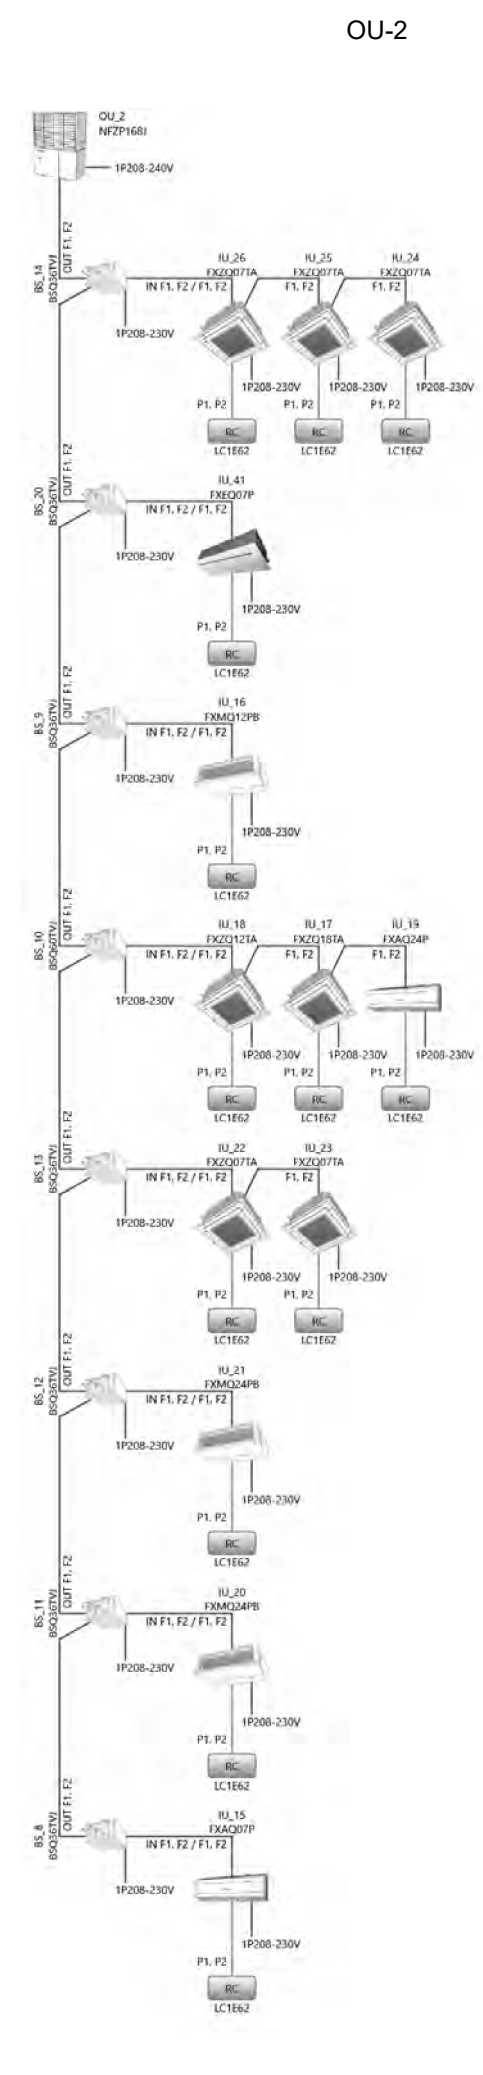 OU-2
OU_2
NFZP168J
1P208-240V
OUT F1, F2
BS_14
BSQ36TVJ
IU_26 IU_25 IU_24
FXZQ07TA FXZQ07TA FXZQ07TA
IN F1, F2 / F1, F2 F1, F2 F1, F2
1P208-230V
1P208-230V 1P208-230V 1P208-230V
P1, P2 P1, P2 P1, P2
RC RC RC
LC1E62 LC1E62 LC1E62
OUT F1, F2
BS_20
BSQ36TVJ
IU_41
FXEQ07P
IN F1, F2 / F1, F2
1P208-230V
1P208-230V
P1, P2
RC
LC1E62
OUT F1, F2
BS_9
BSQ36TVJ
IU_16
FXMQ12PB
IN F1, F2 / F1, F2
1P208-230V
1P208-230V
P1, P2
RC
LC1E62
OUT F1, F2
BS_10
BSQ60TVJ
IU_18 IU_17 IU_19
FXZQ12TA FXZQ18TA FXAQ24P
IN F1, F2 / F1, F2 F1, F2 F1, F2
1P208-230V
1P208-230V 1P208-230V 1P208-230V
P1, P2 P1, P2 P1, P2
RC RC RC
LC1E62 LC1E62 LC1E62
OUT F1, F2
BS_13
BSQ36TVJ
IU_22 IU_23
FXZQ07TA FXZQ07TA
IN F1, F2 / F1, F2 F1, F2
1P208-230V
1P208-230V 1P208-230V
P1, P2 P1, P2
RC RC
LC1E62 LC1E62
OUT F1, F2
BS_12
BSQ36TVJ
IU_21
FXMQ24PB
IN F1, F2 / F1, F2
1P208-230V
1P208-230V
P1, P2
RC
LC1E62
OUT F1, F2
BS_11
BSQ36TVJ
IU_20
FXMQ24PB
IN F1, F2 / F1, F2
1P208-230V
1P208-230V
P1, P2
RC
LC1E62
OUT F1, F2
BS_8
BSQ36TVJ
IU_15
FXAQ07P
IN F1, F2 / F1, F2
1P208-230V
1P208-230V
P1, P2
RC
LC1E62